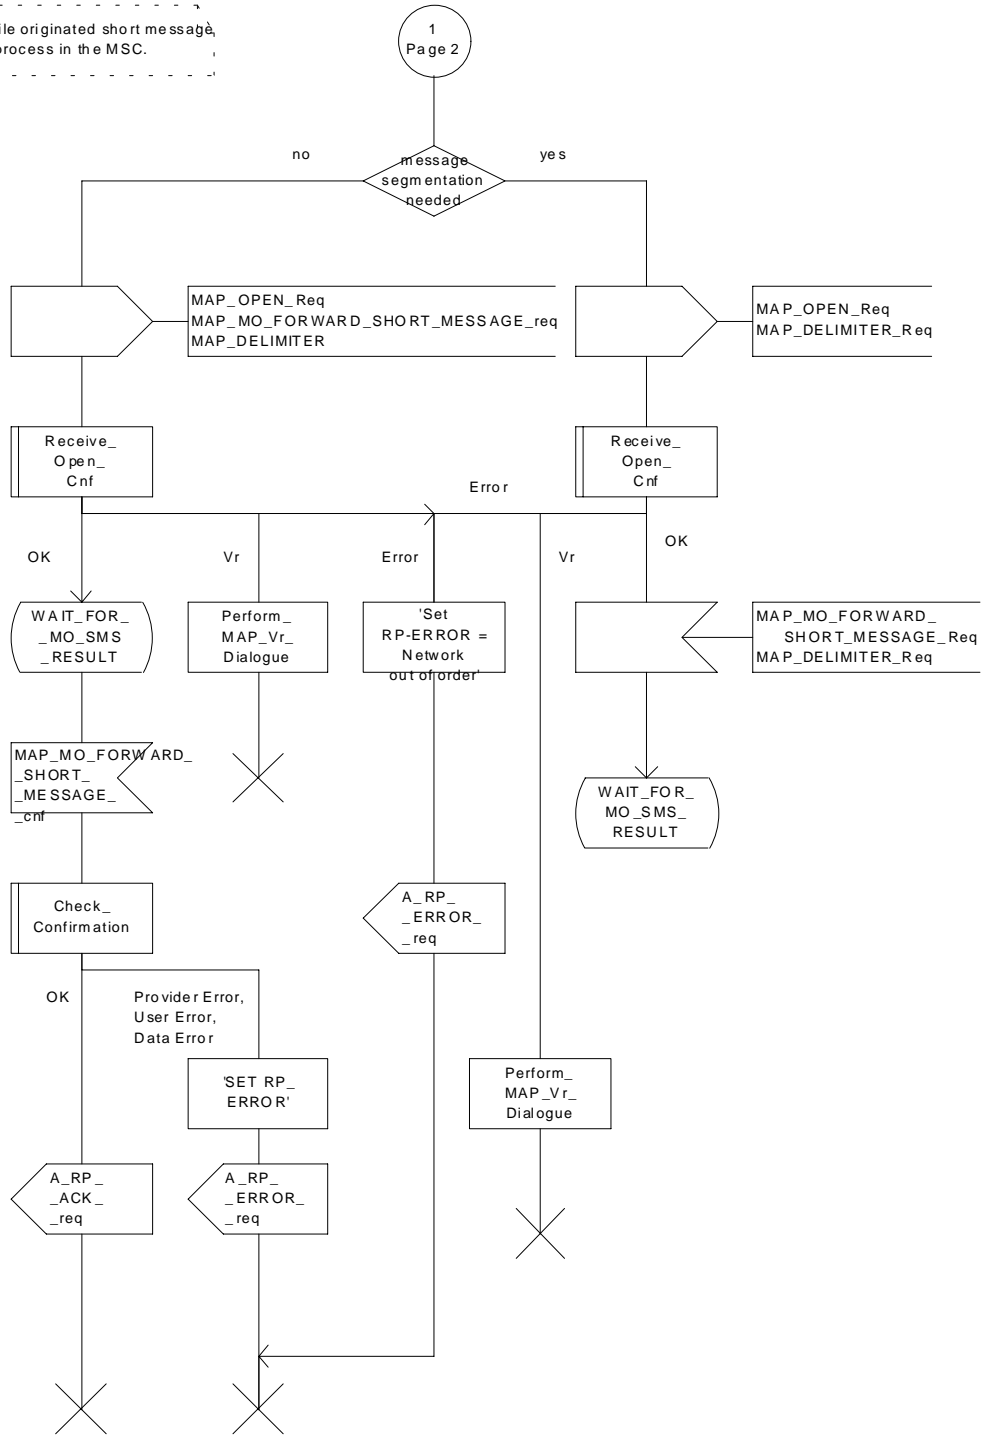 ile originated short message
process in the MSC.
1
Page 2
no
message
segmentation
needed
yes
MAP_OPEN_Req
MAP_MO_FORWARD_SHORT_MESSAGE_req
MAP_DELIMITER
MAP_OPEN_Req
MAP_DELIMITER_Req
Receive_
Open_
Cnf
Receive_
Open_
Cnf
Error
OK
Vr
Error
Vr
OK
WAIT_FOR_
_MO_SMS
_RESULT
Perform_
MAP_Vr_
Dialogue
'Set
RP-ERROR =
Network
out of order'
MAP_MO_FORWARD_
SHORT_MESSAGE_Req
MAP_DELIMITER_Req
MAP_MO_FORWARD_
_SHORT_
_MESSAGE_
_cnf
WAIT_FOR_
MO_SMS_
RESULT
Check_
Confirmation
A_RP_
_ERROR_
_req
OK
Provider Error,
User Error,
Data Error
'SET RP_
ERROR'
Perform_
MAP_Vr_
Dialogue
A_RP_
_ACK_
_req
A_RP_
_ERROR_
_req